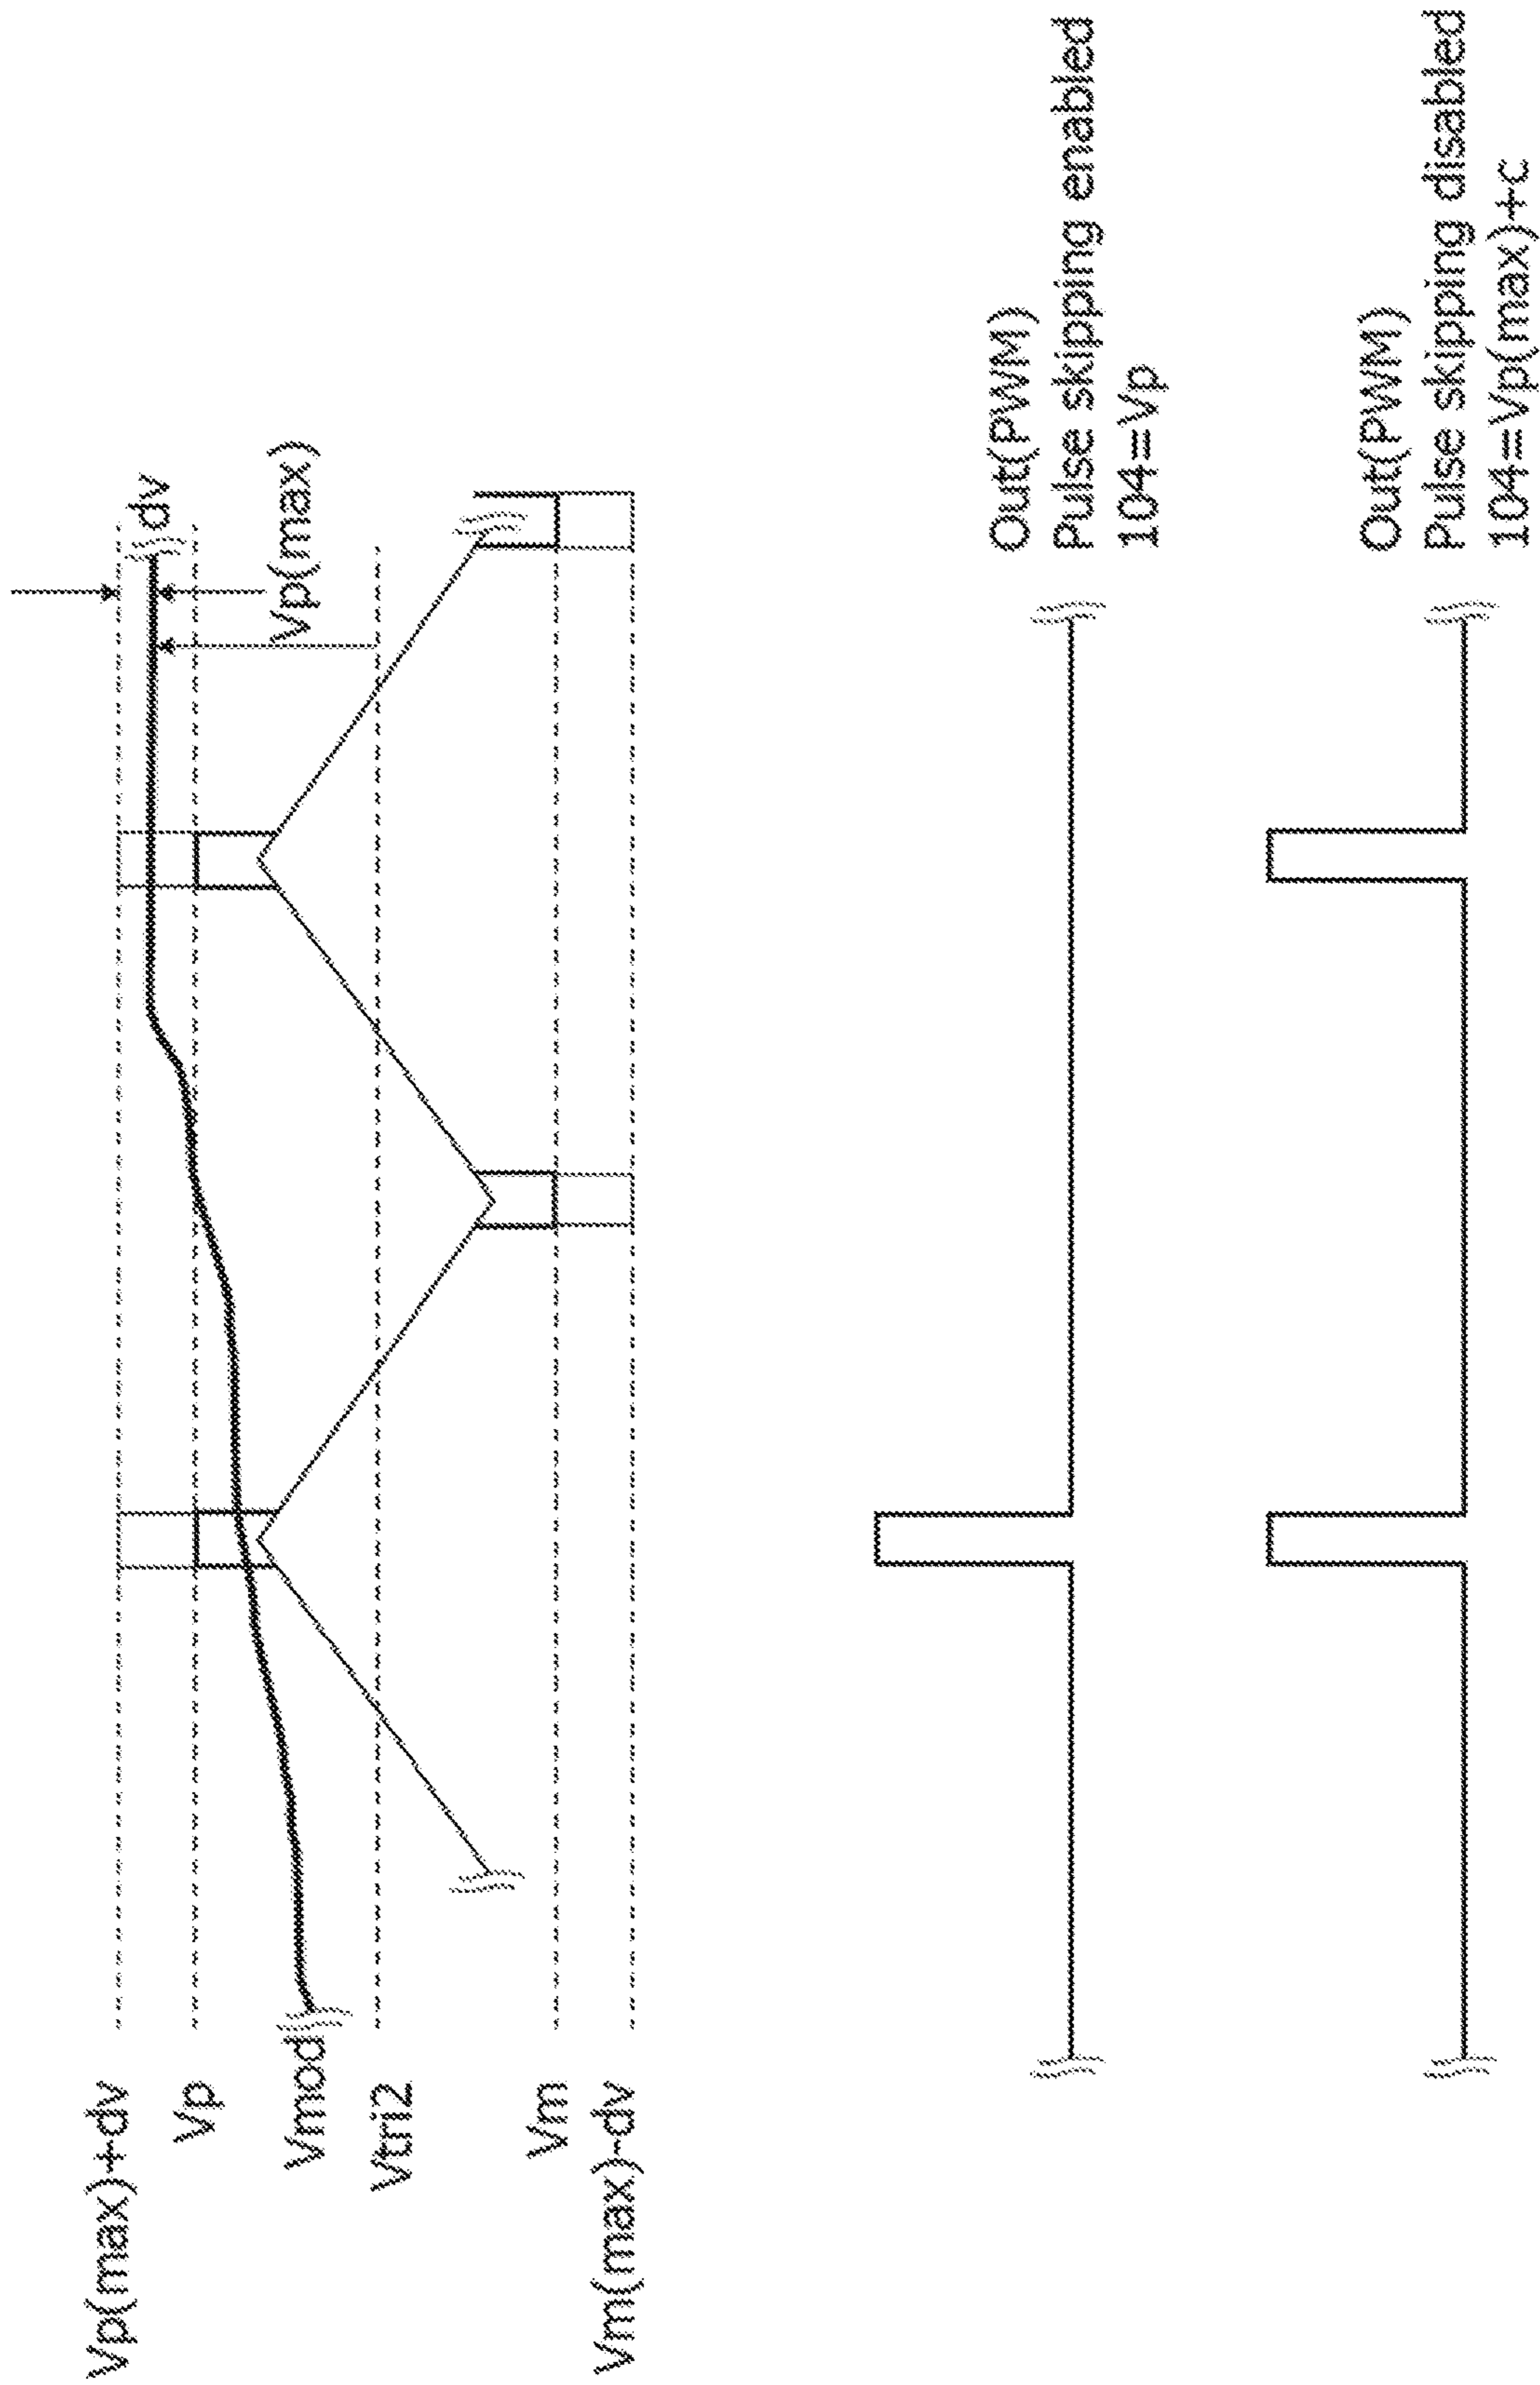 Vp(max)+dv
Vp
Vmod
Vtri2
Vm
Vm(max)-dv
dv
Vp(max)
Out(PWM)
Pulse skipping enabled
104=Vp
Out(PWM)
Pulse skipping disabled
104=Vp(max)+c